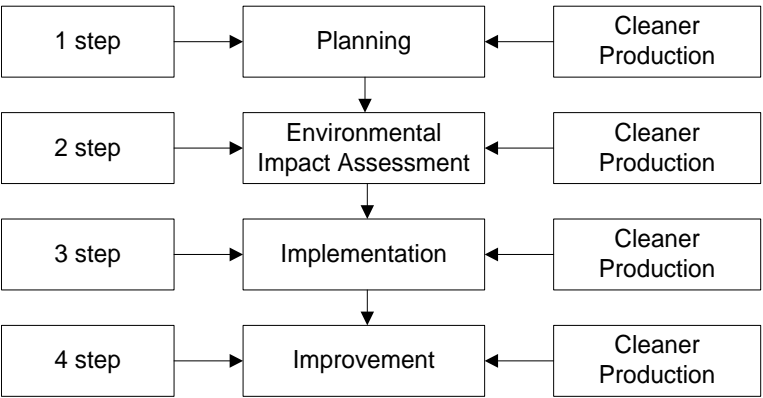 1 step
Planning
Cleaner
Production
2 step
Environmental
Impact Assessment
Cleaner
Production
3 step
Implementation
Cleaner
Production
4 step
Improvement
Cleaner
Production